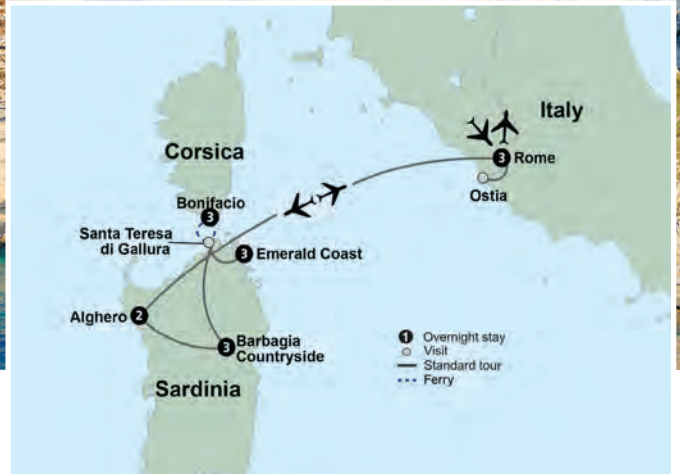 Italy
Corsica
3 Rome
Ostia
Bonifacio
3
Santa Teresa
di Gallura
3 Emerald Coast
Alghero 2
3 Barbagia
Countryside
Sardinia
1 Overnight stay
Visit
Standard tour
Ferry